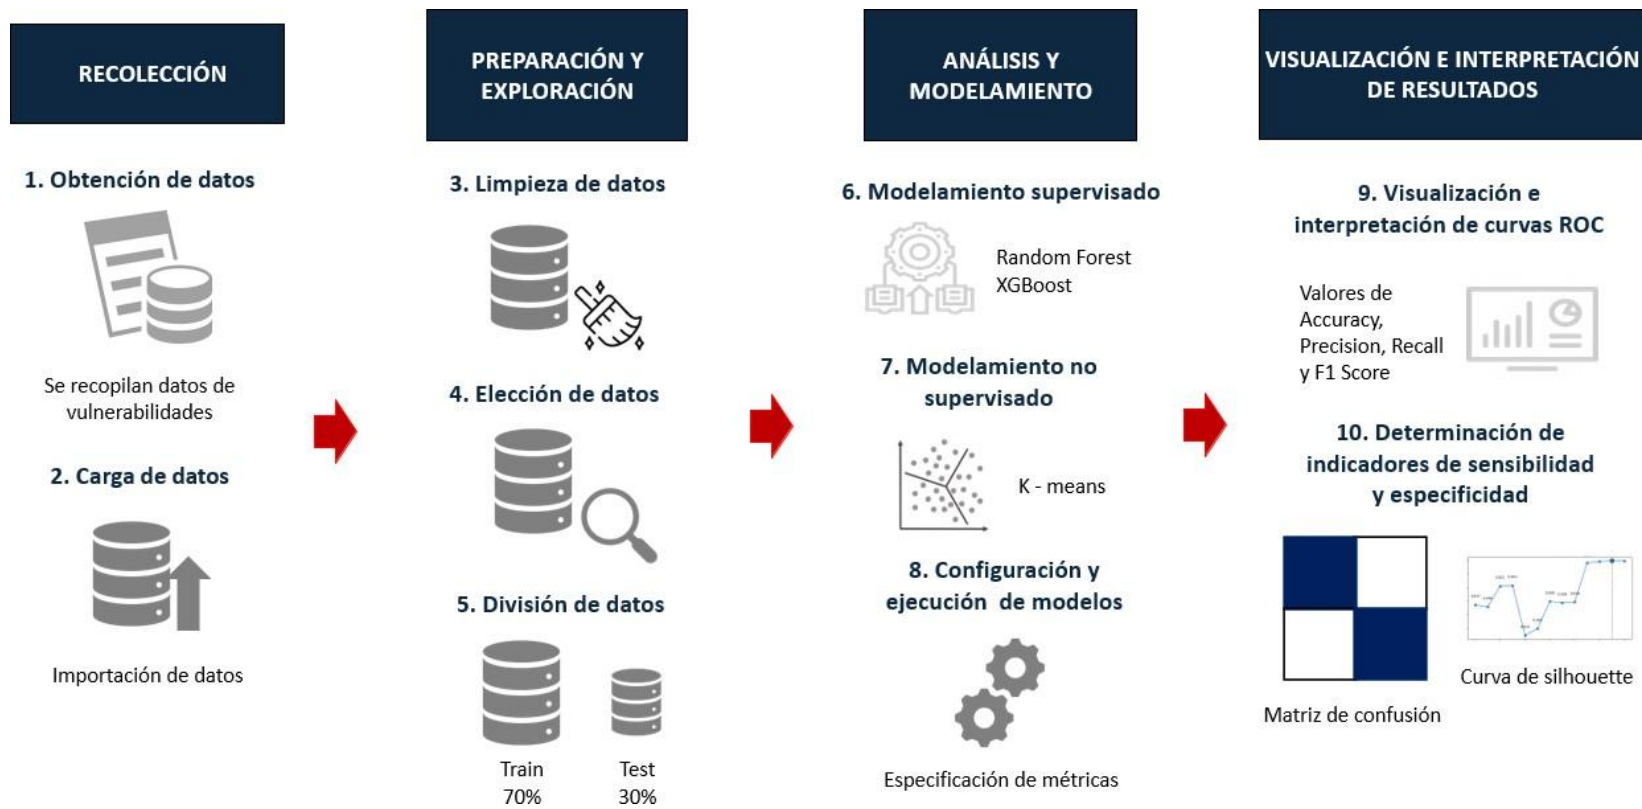 RECOLECCIÓN
1. Obtención de datos
Se recopilan datos de
vulnerabilidades
2. Carga de datos
Importación de datos
PREPARACIÓN Y
EXPLORACIÓN
3. Limpieza de datos
4. Elección de datos
5. División de datos
Train
70%
Test
30%
ANÁLISIS Y
MODELAMIENTO
6. Modelamiento supervisado
Random Forest
XGBoost
7. Modelamiento no
supervisado
K - means
8. Configuración y
ejecución de modelos
Especificación de métricas
VISUALIZACIÓN E INTERPRETACIÓN
DE RESULTADOS
9. Visualización e
interpretación de curvas ROC
Valores de
Accuracy,
Precision, Recall
y F1 Score
10. Determinación de
indicadores de sensibilidad
y especificidad
Matriz de confusión
Curva de silhouette